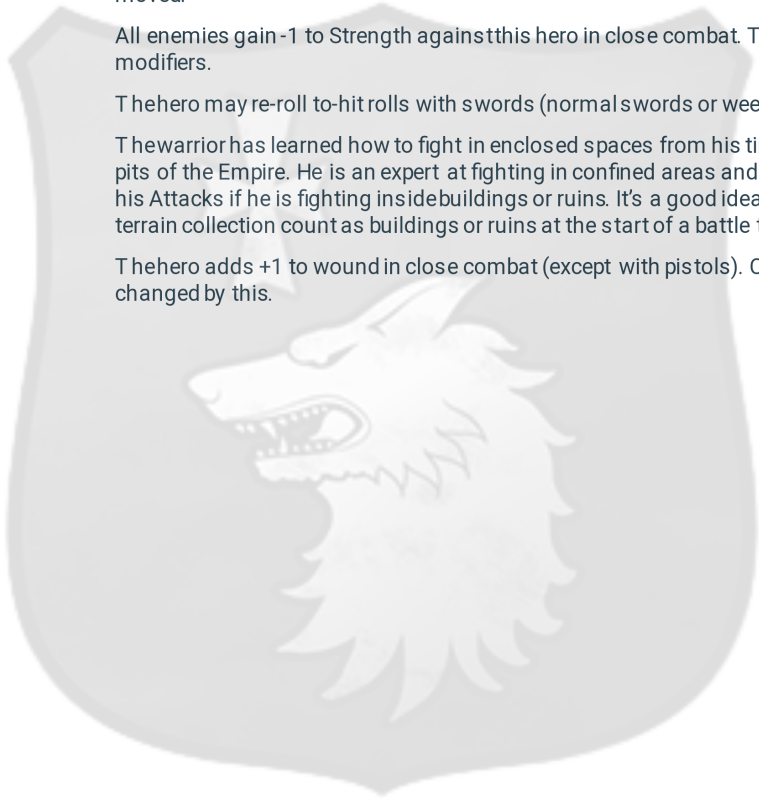 All enemies gain -1 to Strength against this hero in close combat. T
modifiers.
The hero may re-roll to-hit rolls with swords (normal swords or wee
The warrior has learned how to fight in enclosed spaces from his ti
pits of the Empire. He is an expert at fighting in confined areas and
his Attacks if he is fighting inside buildings or ruins. It’s a good idea
terrain collection count as buildings or ruins at the start of a battle
The hero adds +1 to wound in close combat (except with pistols).
changed by this.